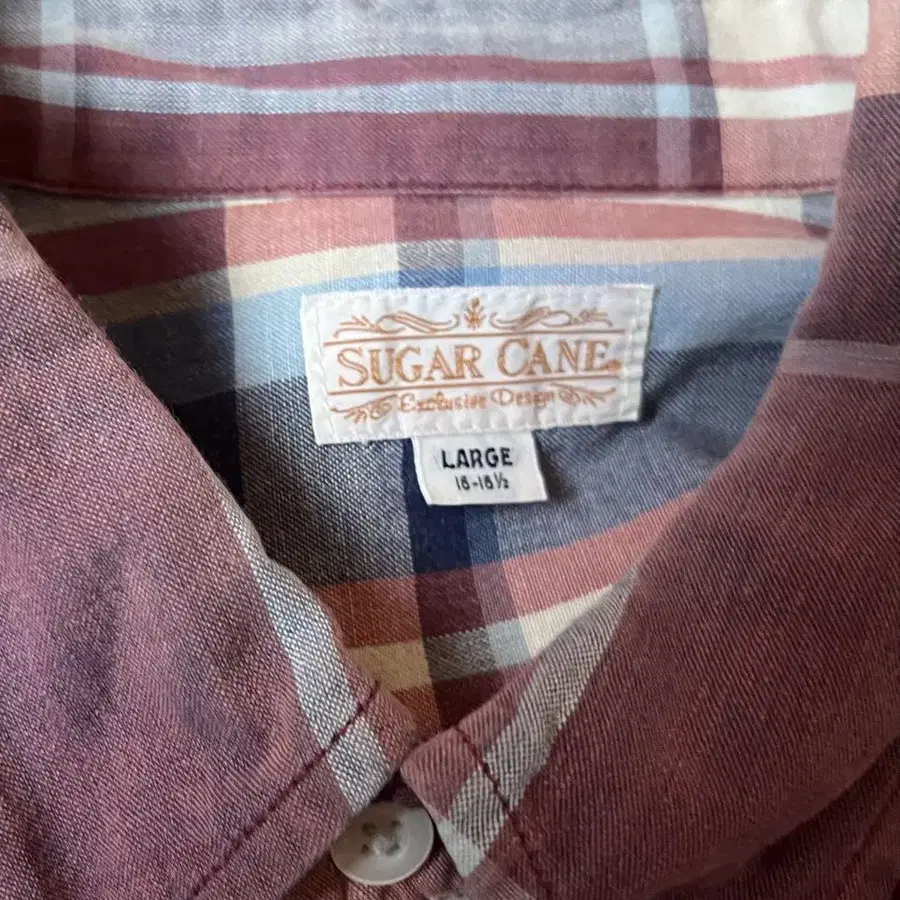 SUGAR CANE®
Exclusive Design
LARGE
16-16½